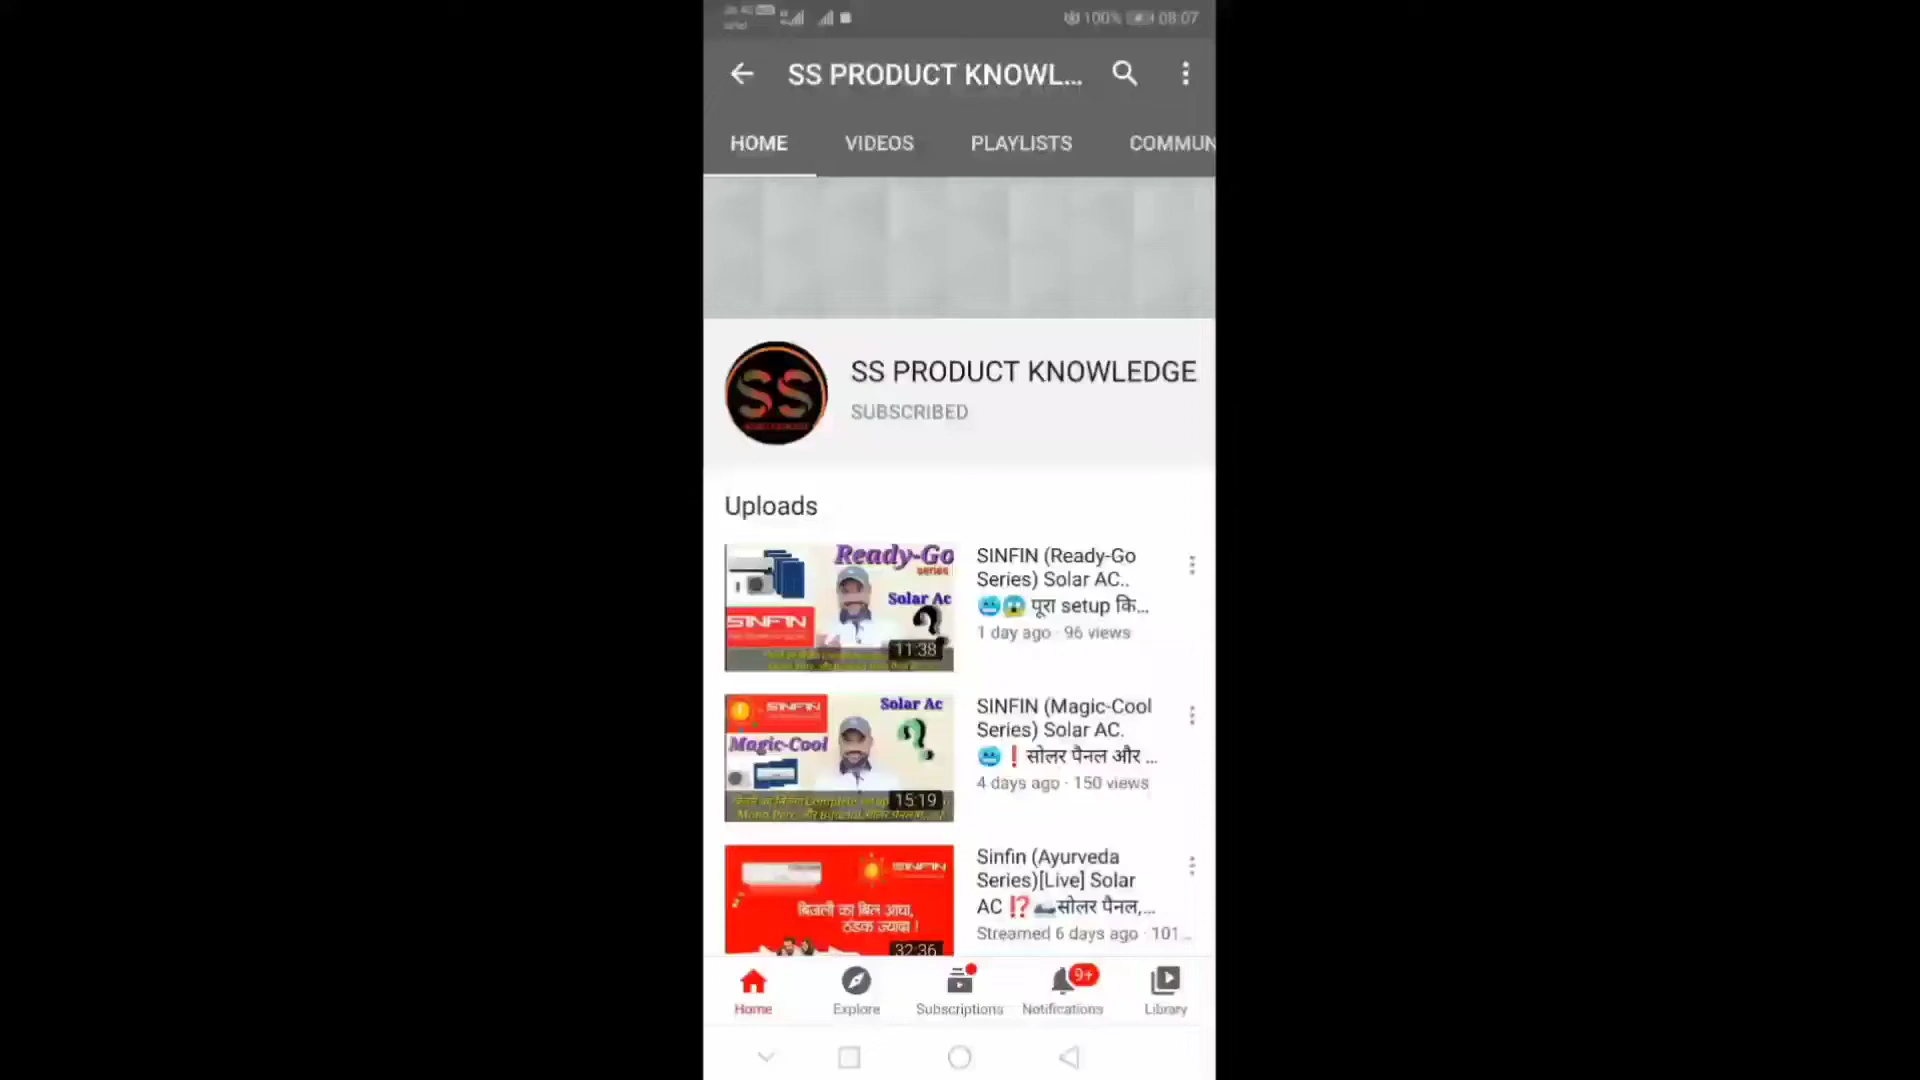 100% 08:07
SS PRODUCT KNOWL...
HOME VIDEOS PLAYLISTS COMMUN
SS
SS PRODUCT KNOWLEDGE
SUBSCRIBED
Uploads
Ready-Go
series
Solar Ac
SINFIN
11:38
SINFIN (Ready-Go
Series) Solar AC..
🥶😱 पूरा setup कि...
1 day ago · 96 views
SINFIN
Solar Ac
Magic-Cool
15:19
SINFIN (Magic-Cool
Series) Solar AC.
🥶❗सोलर पैनल और ...
4 days ago · 150 views
SINFIN
बिजली का बिल आधा,
ठंडक ज्यादा !
32:36
Sinfin (Ayurveda
Series)[Live] Solar
AC ⁉️सोलर पैनल,...
Streamed 6 days ago · 101...
9+
Home Explore Subscriptions Notifications Library